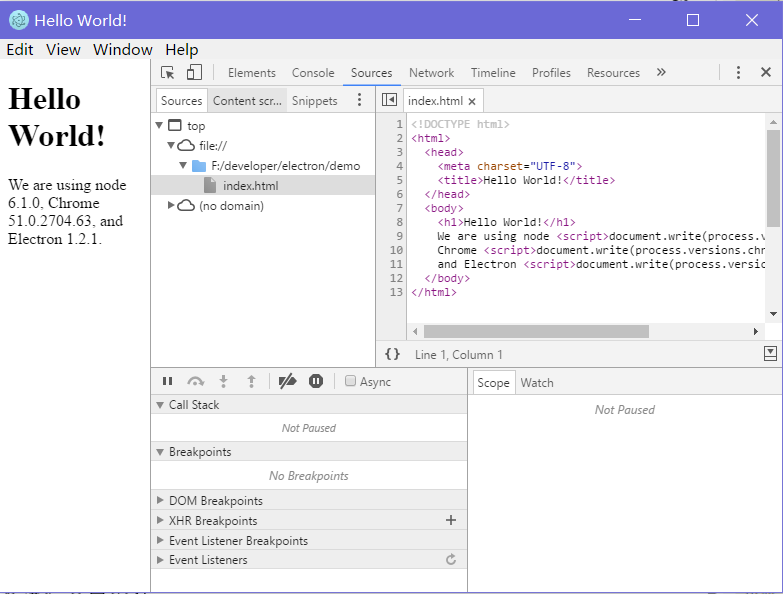 Hello World!
Edit View Window Help
Hello
World!
We are using node
6.1.0, Chrome
51.0.2704.63, and
Electron 1.2.1.
Elements Console Sources Network Timeline Profiles Resources »
Sources Content scr... Snippets
top
file://
F:/developer/electron/demo
index.html
(no domain)
index.html ×
1 <!DOCTYPE html>
2 <html>
3 <head>
4 <meta charset="UTF-8">
5 <title>Hello World!</title>
6 </head>
7 <body>
8 <h1>Hello World!</h1>
9 We are using node <script>document.write(process.v
10 Chrome <script>document.write(process.versions.chr
11 and Electron <script>document.write(process.versio
12 </body>
13 </html>
{} Line 1, Column 1
Async
Call Stack
Not Paused
Breakpoints
No Breakpoints
DOM Breakpoints
XHR Breakpoints +
Event Listener Breakpoints
Event Listeners
Scope Watch
Not Paused